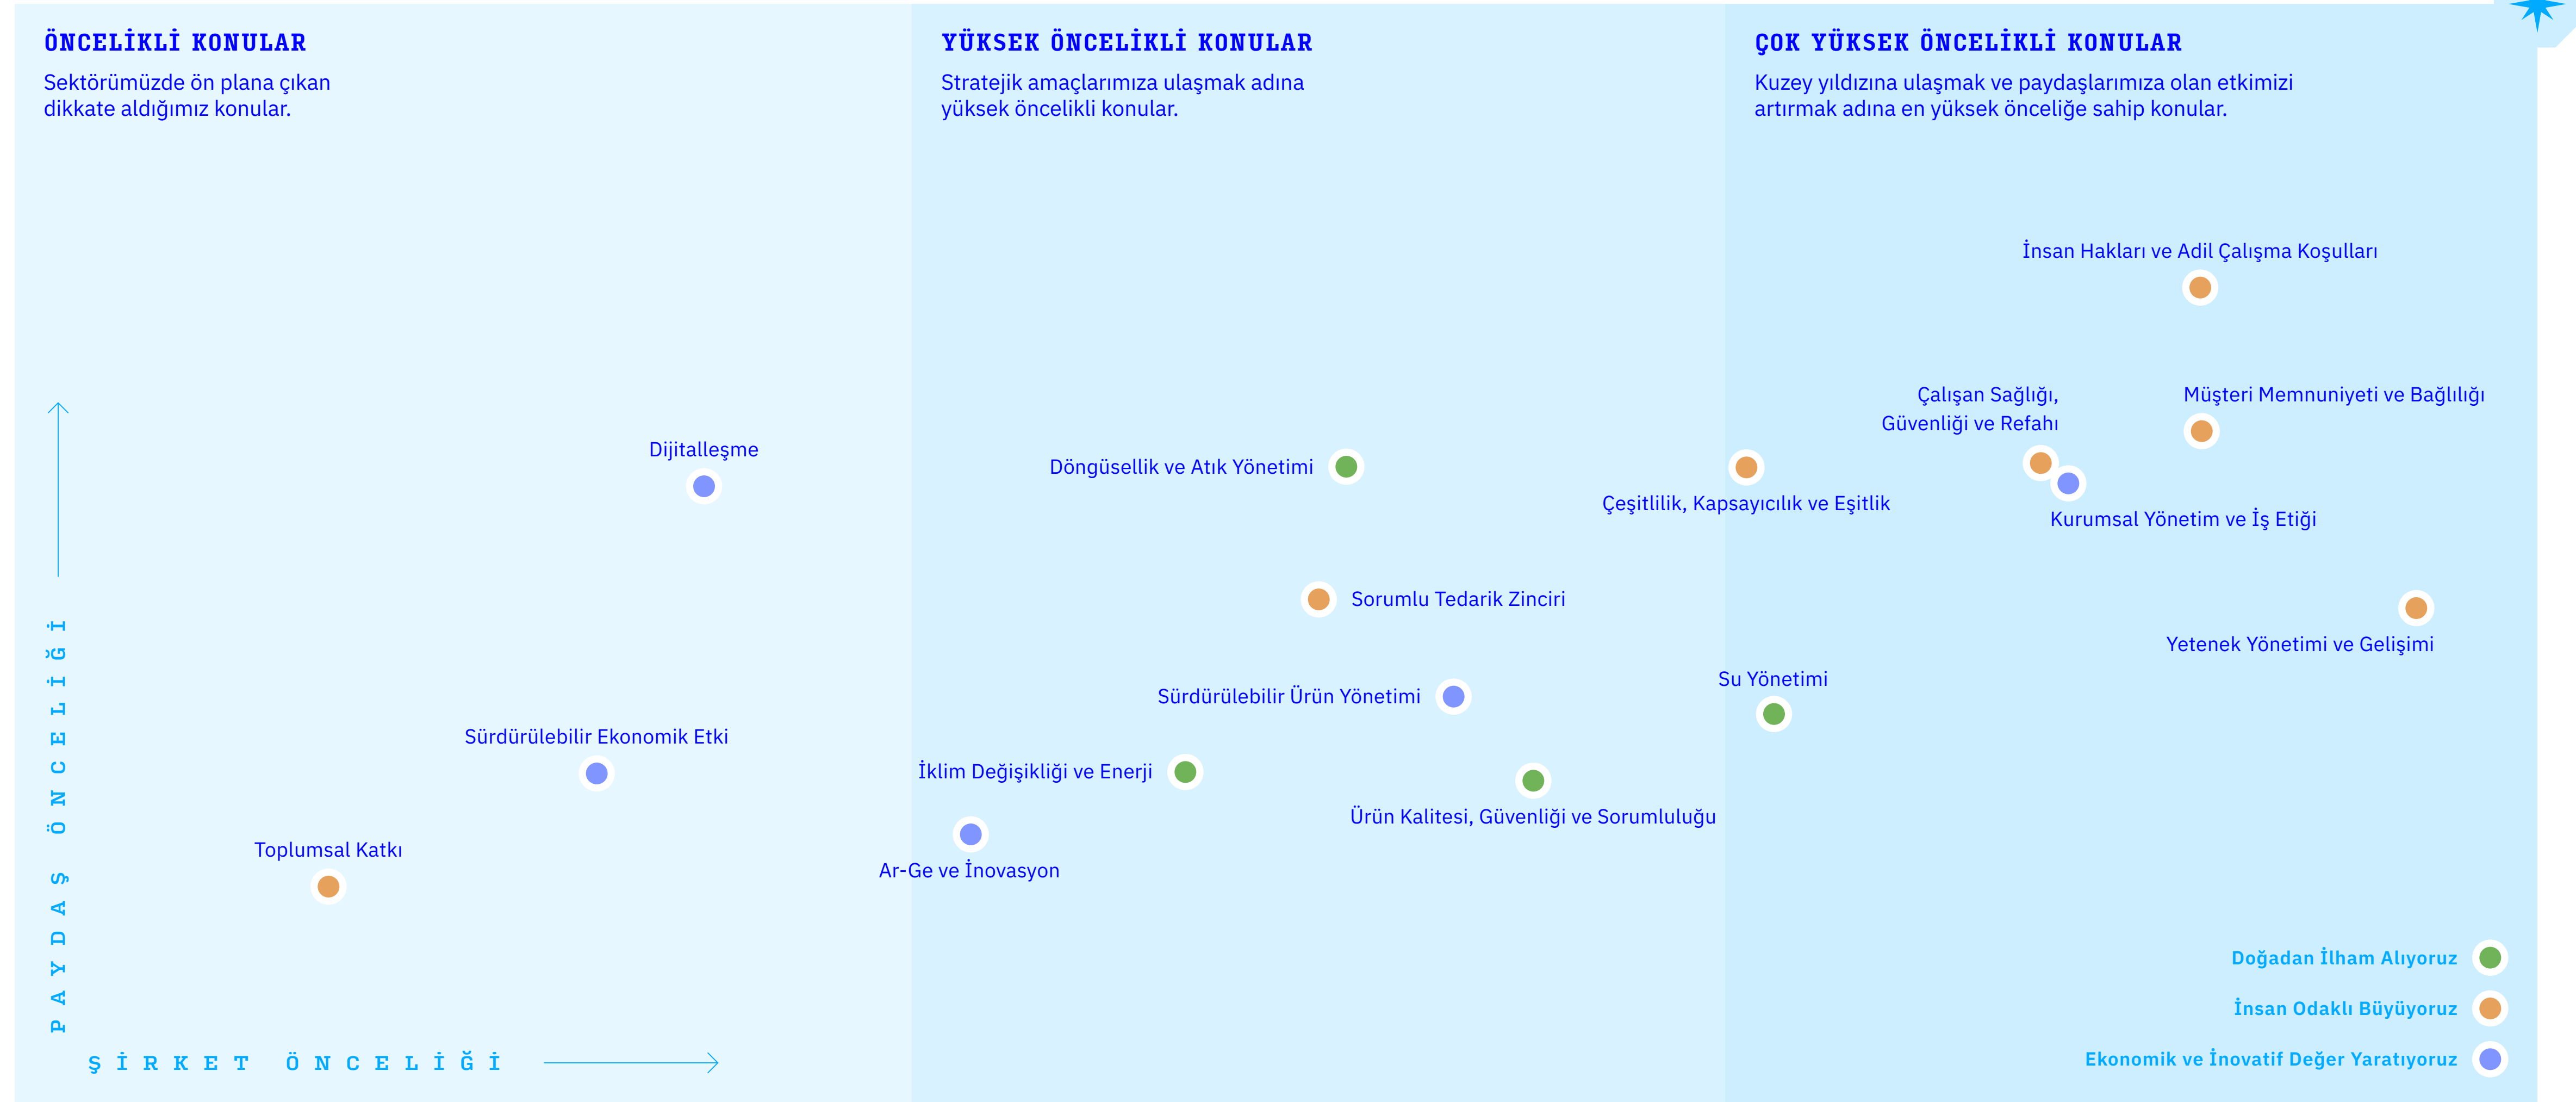 ÖNCELİKLİ KONULAR
Sektörümüzde ön plana çıkan
dikkate aldığımız konular.
YÜKSEK ÖNCELİKLİ KONULAR
Stratejik amaçlarımıza ulaşmak adına
yüksek öncelikli konular.
ÇOK YÜKSEK ÖNCELİKLİ KONULAR
Kuzey yıldızına ulaşmak ve paydaşlarımıza olan etkimizi
artırmak adına en yüksek önceliğe sahip konular.
İnsan Hakları ve Adil Çalışma Koşulları
Çalışan Sağlığı,
Güvenliği ve Refahı
Müşteri Memnuniyeti ve Bağlılığı
Dijitalleşme
Döngüsellik ve Atık Yönetimi
Çeşitlilik, Kapsayıcılık ve Eşitlik
Kurumsal Yönetim ve İş Etiği
Sorumlu Tedarik Zinciri
Yetenek Yönetimi ve Gelişimi
Su Yönetimi
Sürdürülebilir Ürün Yönetimi
Sürdürülebilir Ekonomik Etki
İklim Değişikliği ve Enerji
Ürün Kalitesi, Güvenliği ve Sorumluluğu
Toplumsal Katkı
Ar-Ge ve İnovasyon
PAYDAŞ ÖNCELİĞİ
ŞİRKET ÖNCELİĞİ
Doğadan İlham Alıyoruz
İnsan Odaklı Büyüyoruz
Ekonomik ve İnovatif Değer Yaratıyoruz